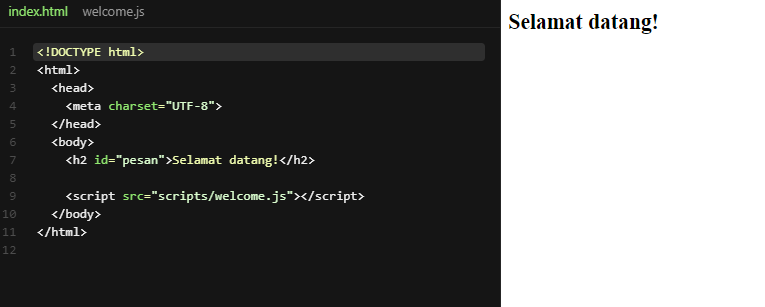 index.html welcome.js
Selamat datang!
1 <!DOCTYPE html>
2 <html>
3   <head>
4     <meta charset="UTF-8">
5   </head>
6   <body>
7     <h2 id="pesan">Selamat datang!</h2>
8
9     <script src="scripts/welcome.js"></script>
10   </body>
11 </html>
12